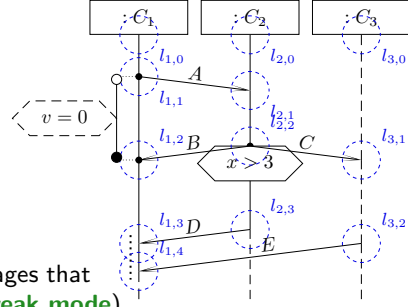 : C₁ : C₂ : C₃
l₁,₀ l₂,₀ l₃,₀
A
l₁,₁ l₂,₁
v = 0 l₂,₂
l₁,₂ B C l₃,₁
x > 3
l₁,₃ D l₂,₃ l₃,₂
l₁,₄ E
ges that
eak mode)